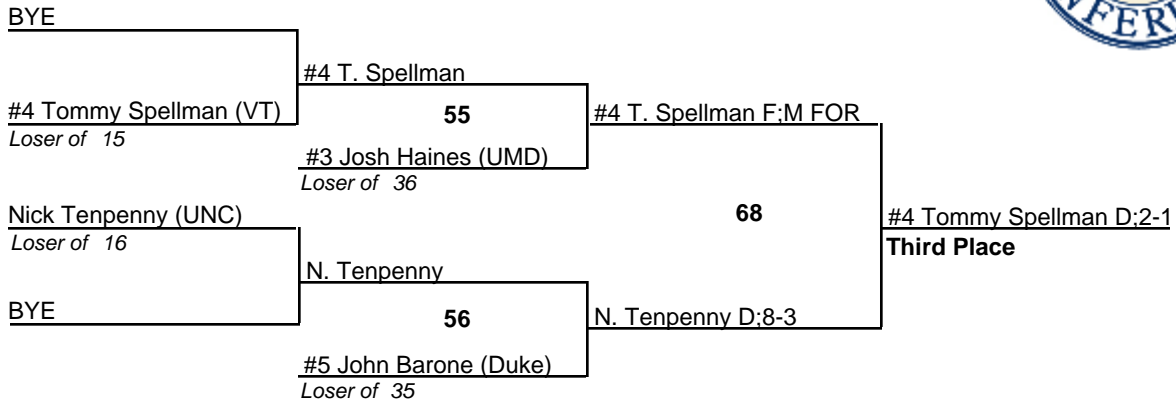 BYE
#4 T. Spellman
#4 Tommy Spellman (VT)
Loser of 15
55
#4 T. Spellman F;M FOR
#3 Josh Haines (UMD)
Loser of 36
Nick Tenpenny (UNC)
Loser of 16
68
#4 Tommy Spellman D;2-1
Third Place
N. Tenpenny
BYE
56
N. Tenpenny D;8-3
#5 John Barone (Duke)
Loser of 35